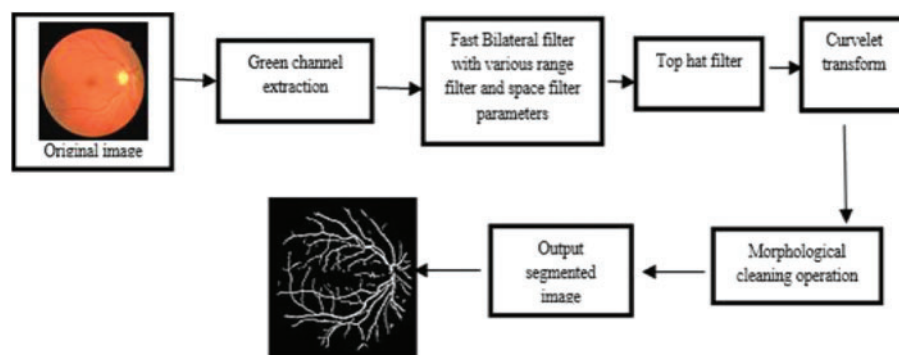 Original image
Green channel
extraction
Fast Bilateral filter
with various range
filter and space filter
parameters
Top hat filter
Curvelet
transform
Morphological
cleaning operation
Output
segmented
image